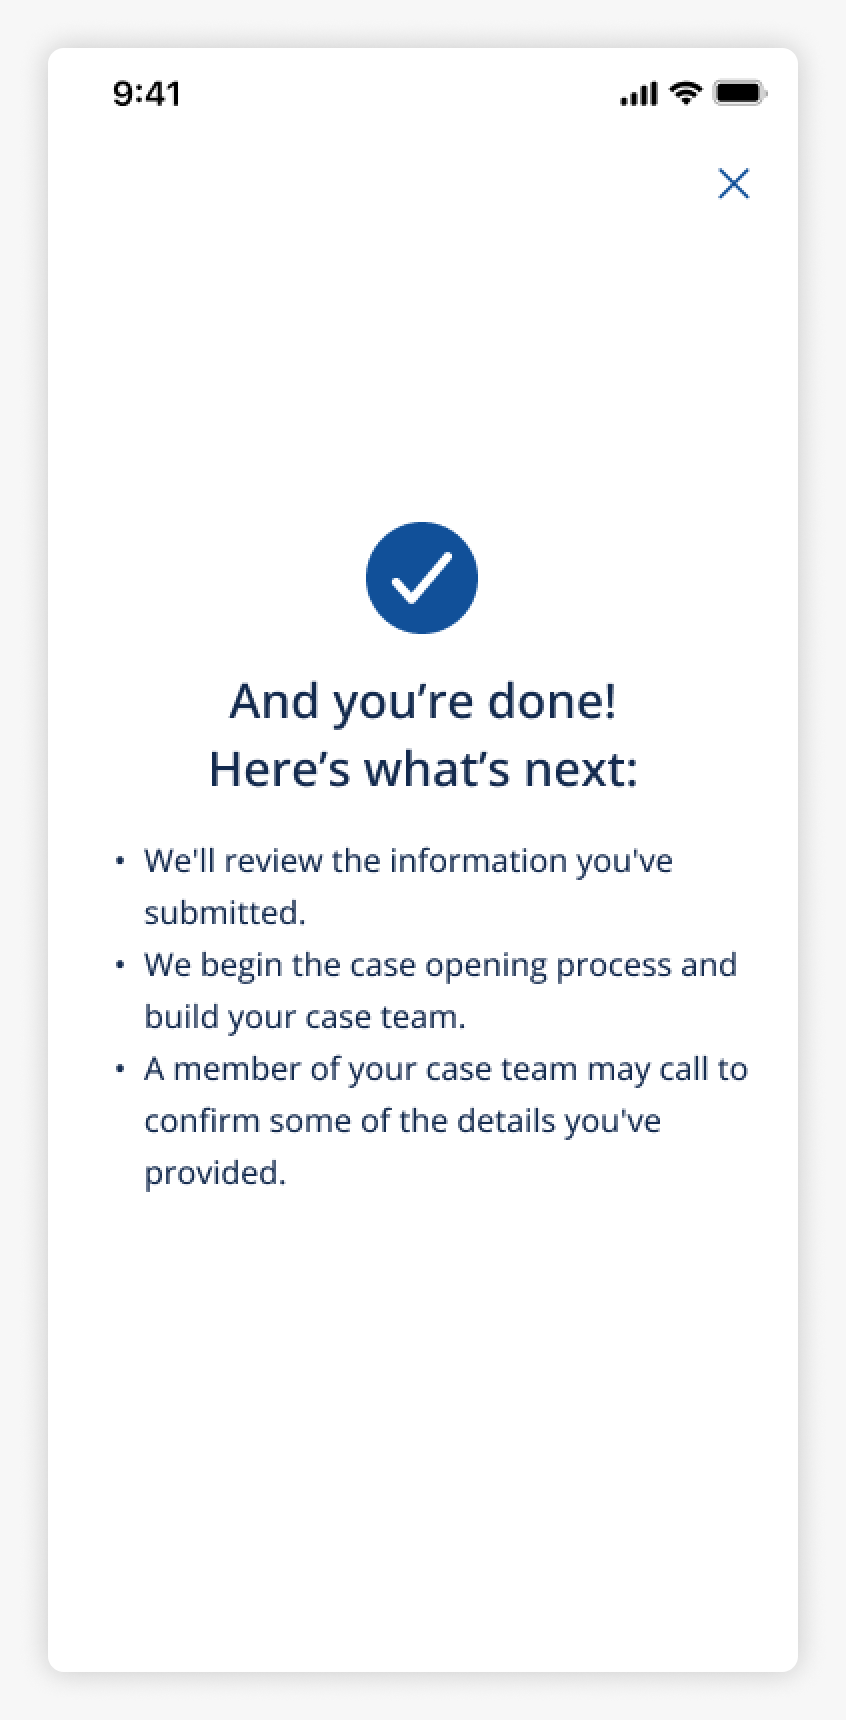 9:41
And you’re done!
Here’s what’s next:
• We'll review the information you've
submitted.
• We begin the case opening process and
build your case team.
• A member of your case team may call to
confirm some of the details you've
provided.